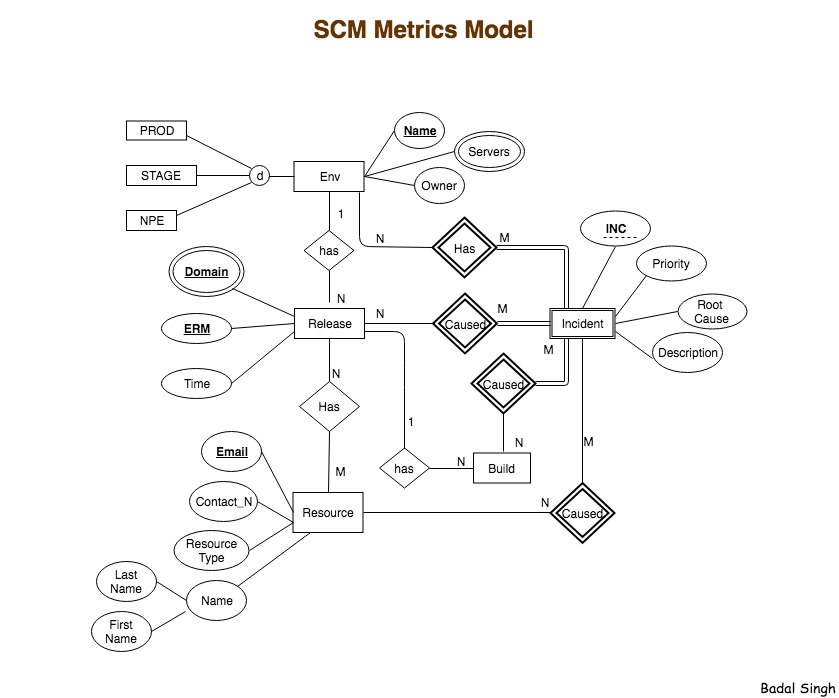 SCM Metrics Model
PROD
STAGE
NPE
d
Env
Name
Servers
Owner
1
has
N
N
Has
M
INC
Priority
Root
Cause
Description
Domain
ERM
Time
Release
N
Caused
M
Incident
M
Caused
N
Has
M
1
has
N
N
Build
M
Email
Contact_N
Resource
Type
Resource
N
Caused
Last
Name
First
Name
Name
Badal Singh